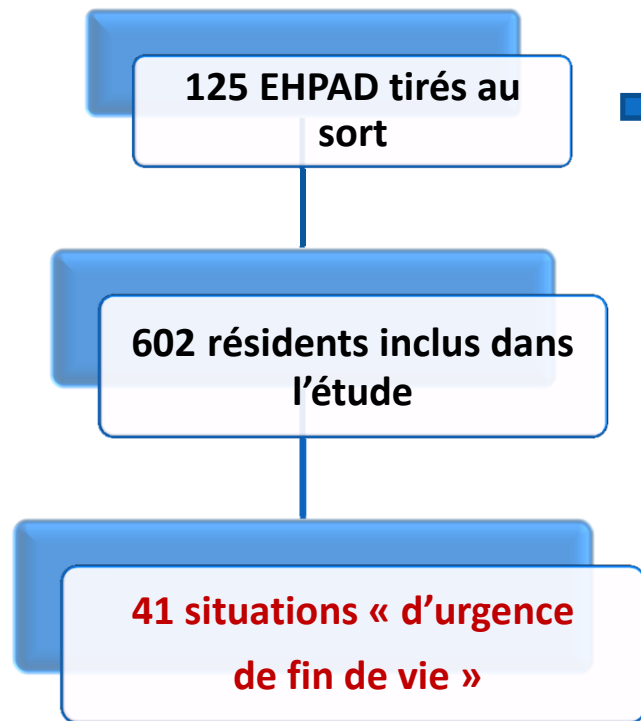 125 EHPAD tirés au
sort
602 résidents inclus dans
l’étude
41 situations « d’urgence
de fin de vie »